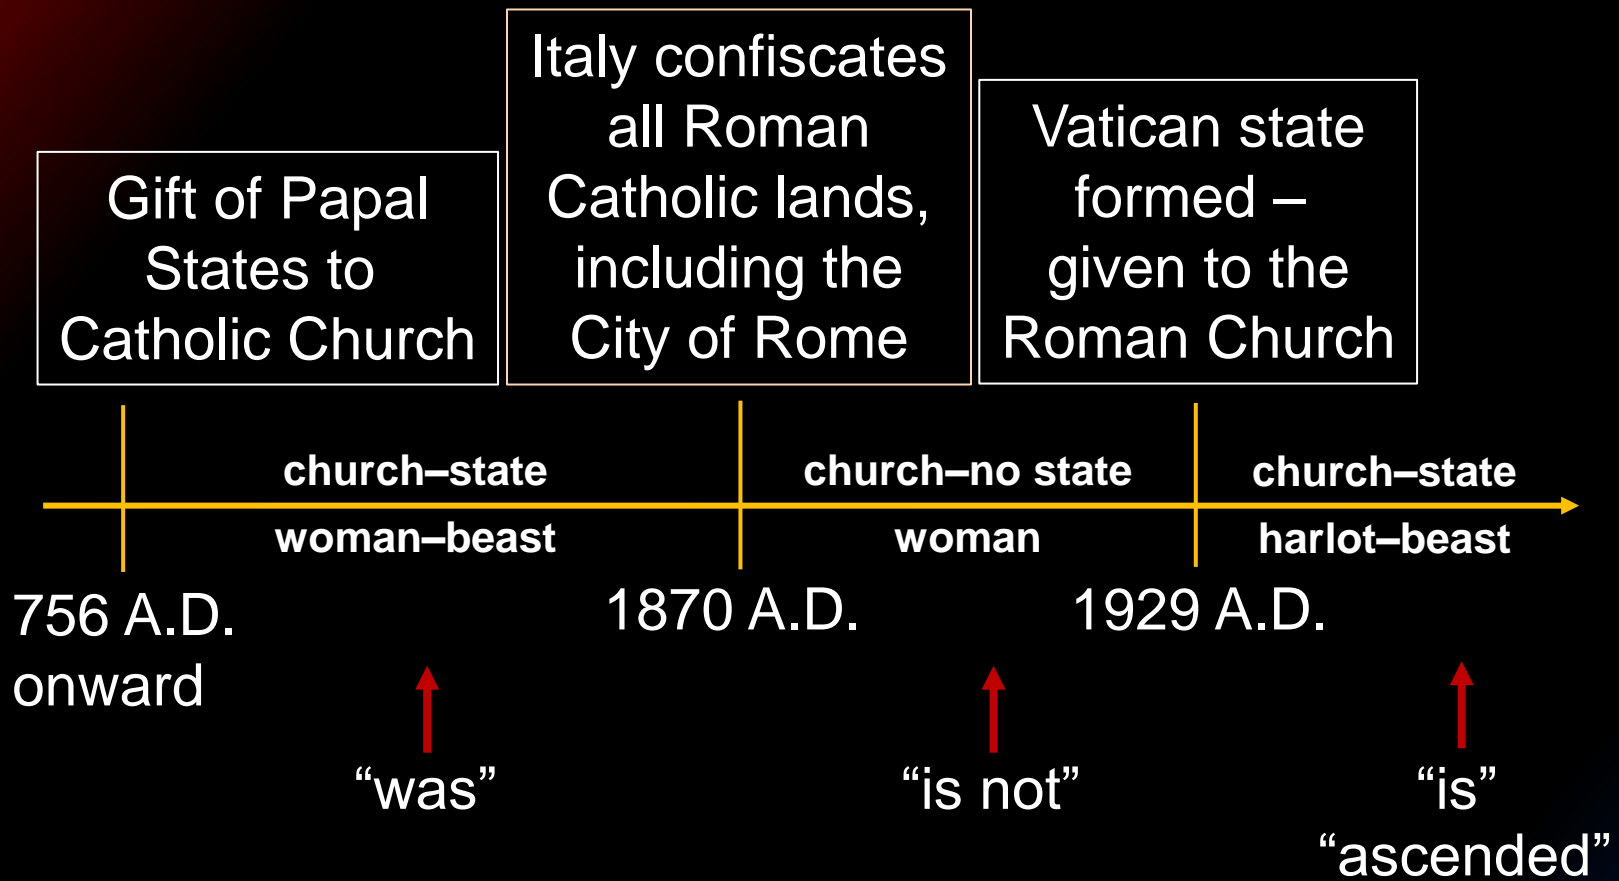 Gift of Papal
States to
Catholic Church
Italy confiscates
all Roman
Catholic lands,
including the
City of Rome
Vatican state
formed –
given to the
Roman Church
church–state
church–no state
church–state
woman–beast
woman
harlot–beast
756 A.D.
onward
1870 A.D.
1929 A.D.
“was”
“is not”
“is”
“ascended”